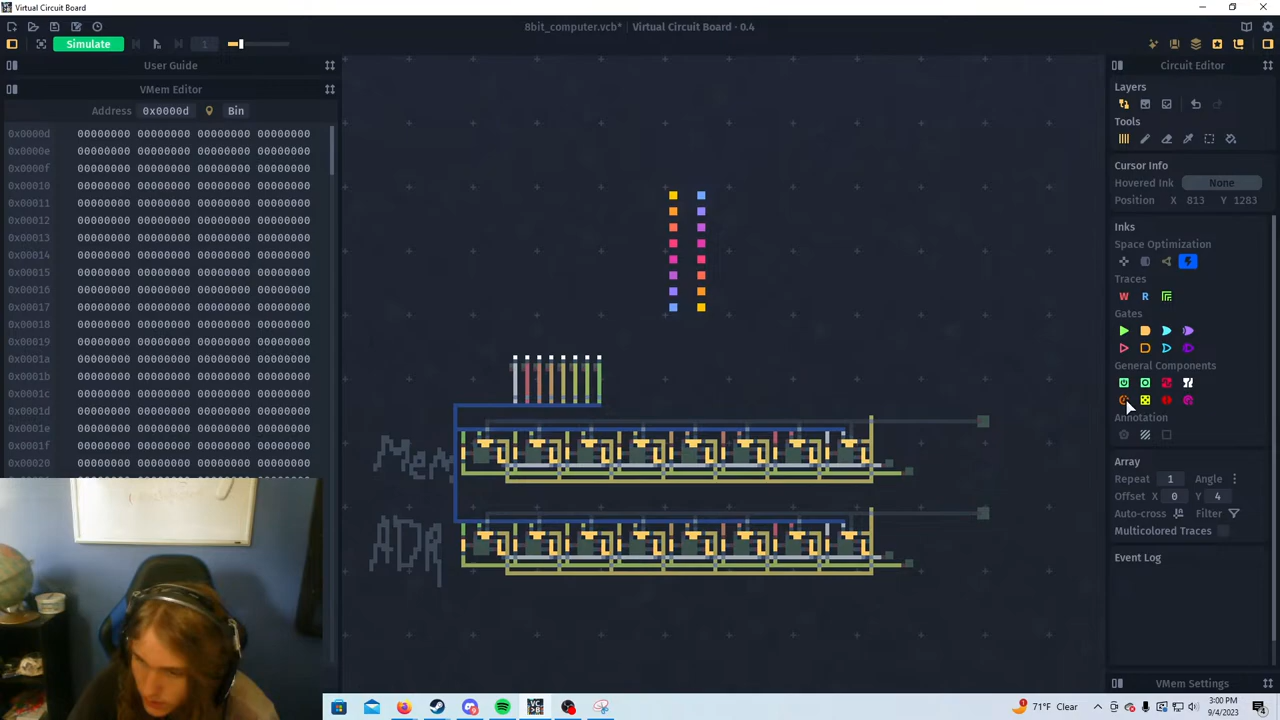 Virtual Circuit Board
8bit_computer.vcb* | Virtual Circuit Board - 0.4
Simulate
1
User Guide
VMem Editor
Address 0x0000d Bin
0x0000d 00000000 00000000 00000000 00000000
0x0000e 00000000 00000000 00000000 00000000
0x0000f 00000000 00000000 00000000 00000000
0x00010 00000000 00000000 00000000 00000000
0x00011 00000000 00000000 00000000 00000000
0x00012 00000000 00000000 00000000 00000000
0x00013 00000000 00000000 00000000 00000000
0x00014 00000000 00000000 00000000 00000000
0x00015 00000000 00000000 00000000 00000000
0x00016 00000000 00000000 00000000 00000000
0x00017 00000000 00000000 00000000 00000000
0x00018 00000000 00000000 00000000 00000000
0x00019 00000000 00000000 00000000 00000000
0x0001a 00000000 00000000 00000000 00000000
0x0001b 00000000 00000000 00000000 00000000
0x0001c 00000000 00000000 00000000 00000000
0x0001d 00000000 00000000 00000000 00000000
0x0001e 00000000 00000000 00000000 00000000
0x0001f 00000000 00000000 00000000 00000000
0x00020 00000000 00000000 00000000 00000000
Mem
ADR
Circuit Editor
Layers
Tools
Cursor Info
Hovered Ink None
Position X 813 Y 1283
Inks
Space Optimization
Traces
W R
Gates
General Components
Annotation
Array
Repeat 1 Angle
Offset X 0 Y 4
Auto-cross Filter
Multicolored Traces
Event Log
VMem Settings
71°F Clear
3:00 PM
9/4/2023